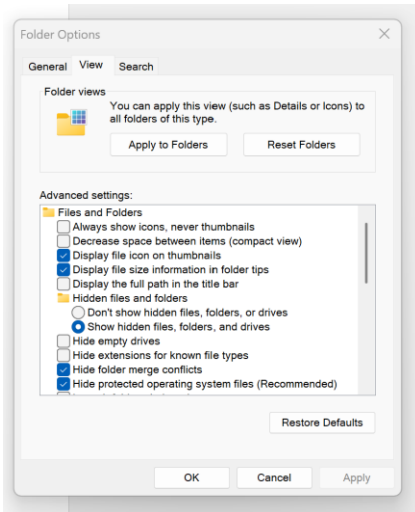 Folder Options
General View Search
Folder views
You can apply this view (such as Details or Icons) to
all folders of this type.
Apply to Folders Reset Folders
Advanced settings:
Files and Folders
Always show icons, never thumbnails
Decrease space between items (compact view)
Display file icon on thumbnails
Display file size information in folder tips
Display the full path in the title bar
Hidden files and folders
Don't show hidden files, folders, or drives
Show hidden files, folders, and drives
Hide empty drives
Hide extensions for known file types
Hide folder merge conflicts
Hide protected operating system files (Recommended)
Restore Defaults
OK Cancel Apply